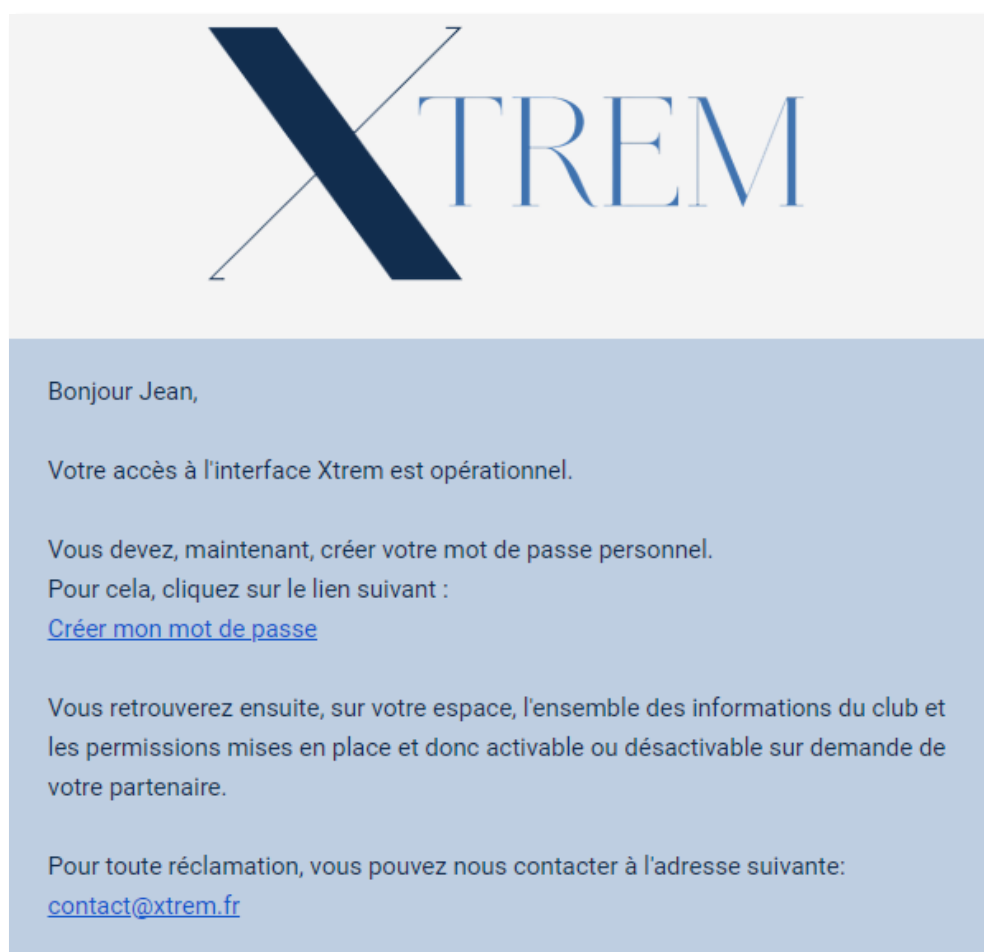 XTREM
Bonjour Jean,
Votre accès à l'interface Xtrem est opérationnel.
Vous devez, maintenant, créer votre mot de passe personnel.
Pour cela, cliquez sur le lien suivant :
Créer mon mot de passe
Vous retrouverez ensuite, sur votre espace, l'ensemble des informations du club et
les permissions mises en place et donc activable ou désactivable sur demande de
votre partenaire.
Pour toute réclamation, vous pouvez nous contacter à l'adresse suivante:
contact@xtrem.fr